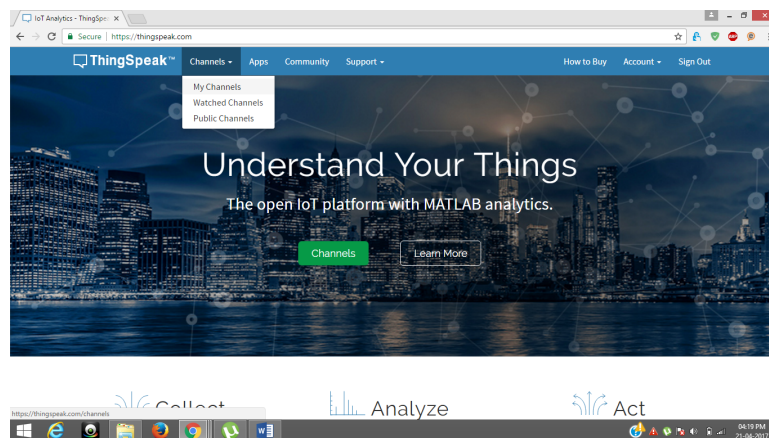 IoT Analytics - ThingSpea
Secure | https://thingspeak.com
ThingSpeak™ Channels Apps Community Support How to Buy Account Sign Out
My Channels
Watched Channels
Public Channels
Understand Your Things
The open IoT platform with MATLAB analytics.
Channels Learn More
Collect Analyze Act
https://thingspeak.com/channels
04:19 PM
21-04-2017